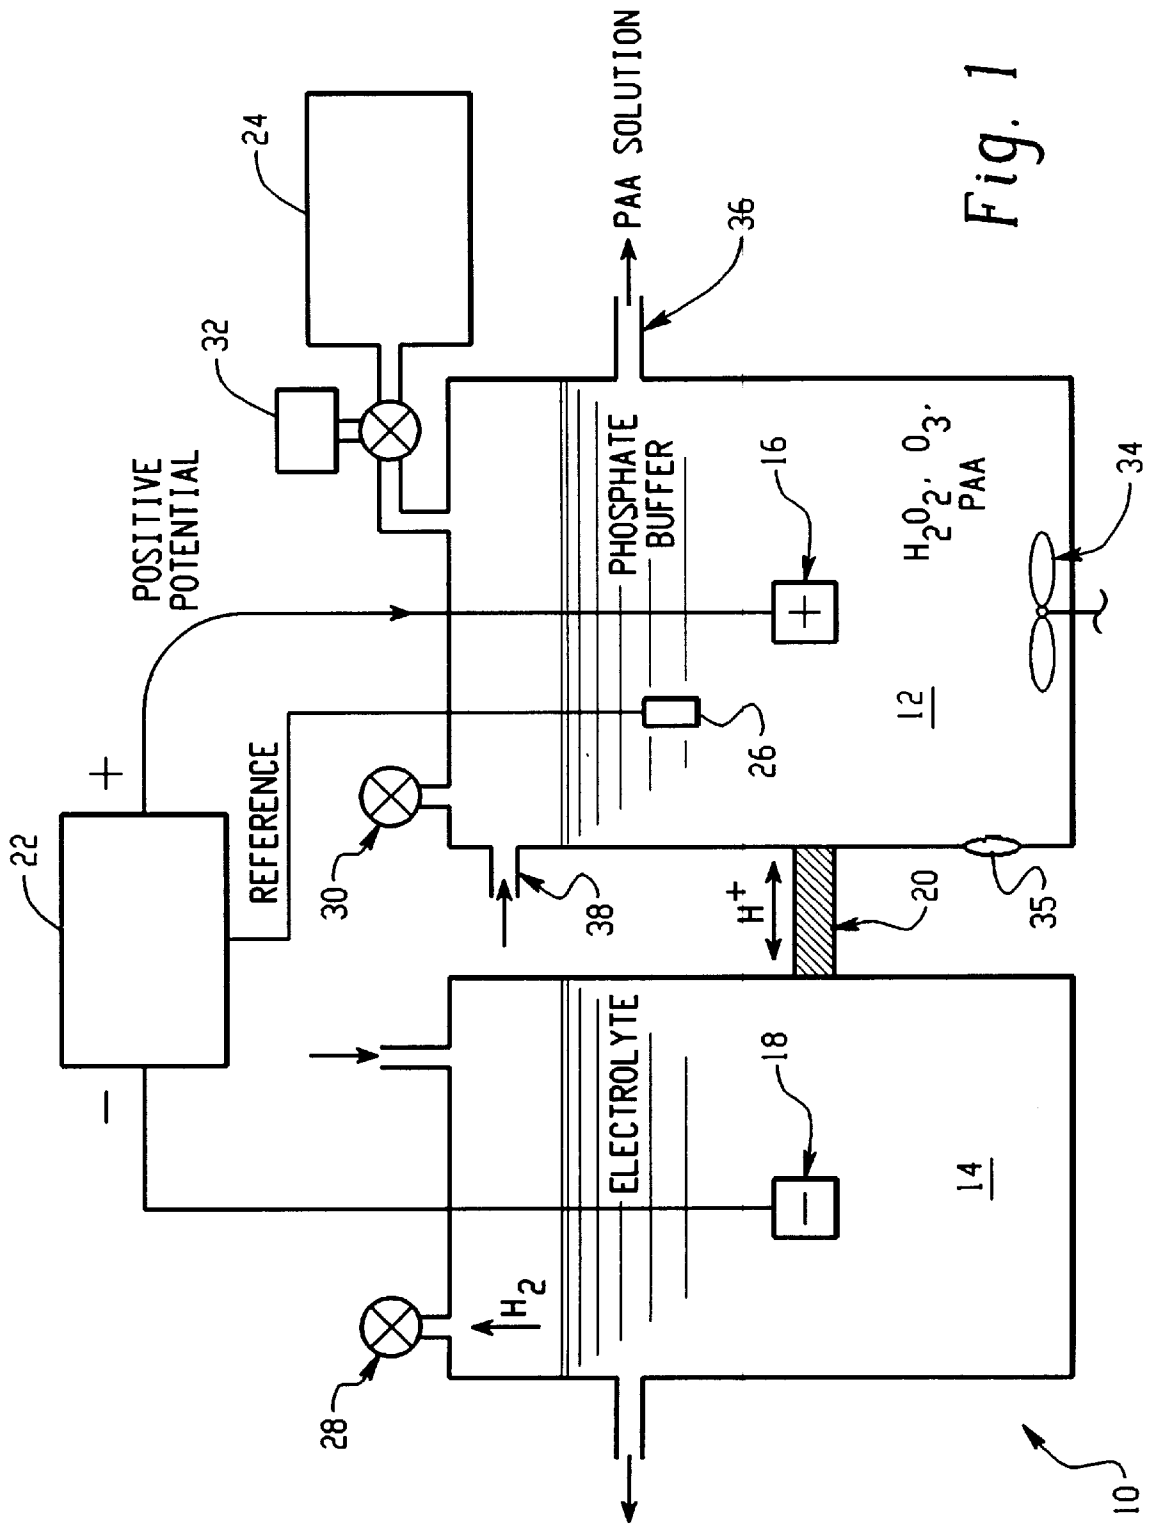 22
−
+
POSITIVE
POTENTIAL
REFERENCE
32
24
28
30
H2
38
ELECTROLYTE
PHOSPHATE
BUFFER
PAA SOLUTION
36
18
H+
26
16
−
+
20
14
12
35
H2O2, O3,
PAA
34
10
Fig. 1